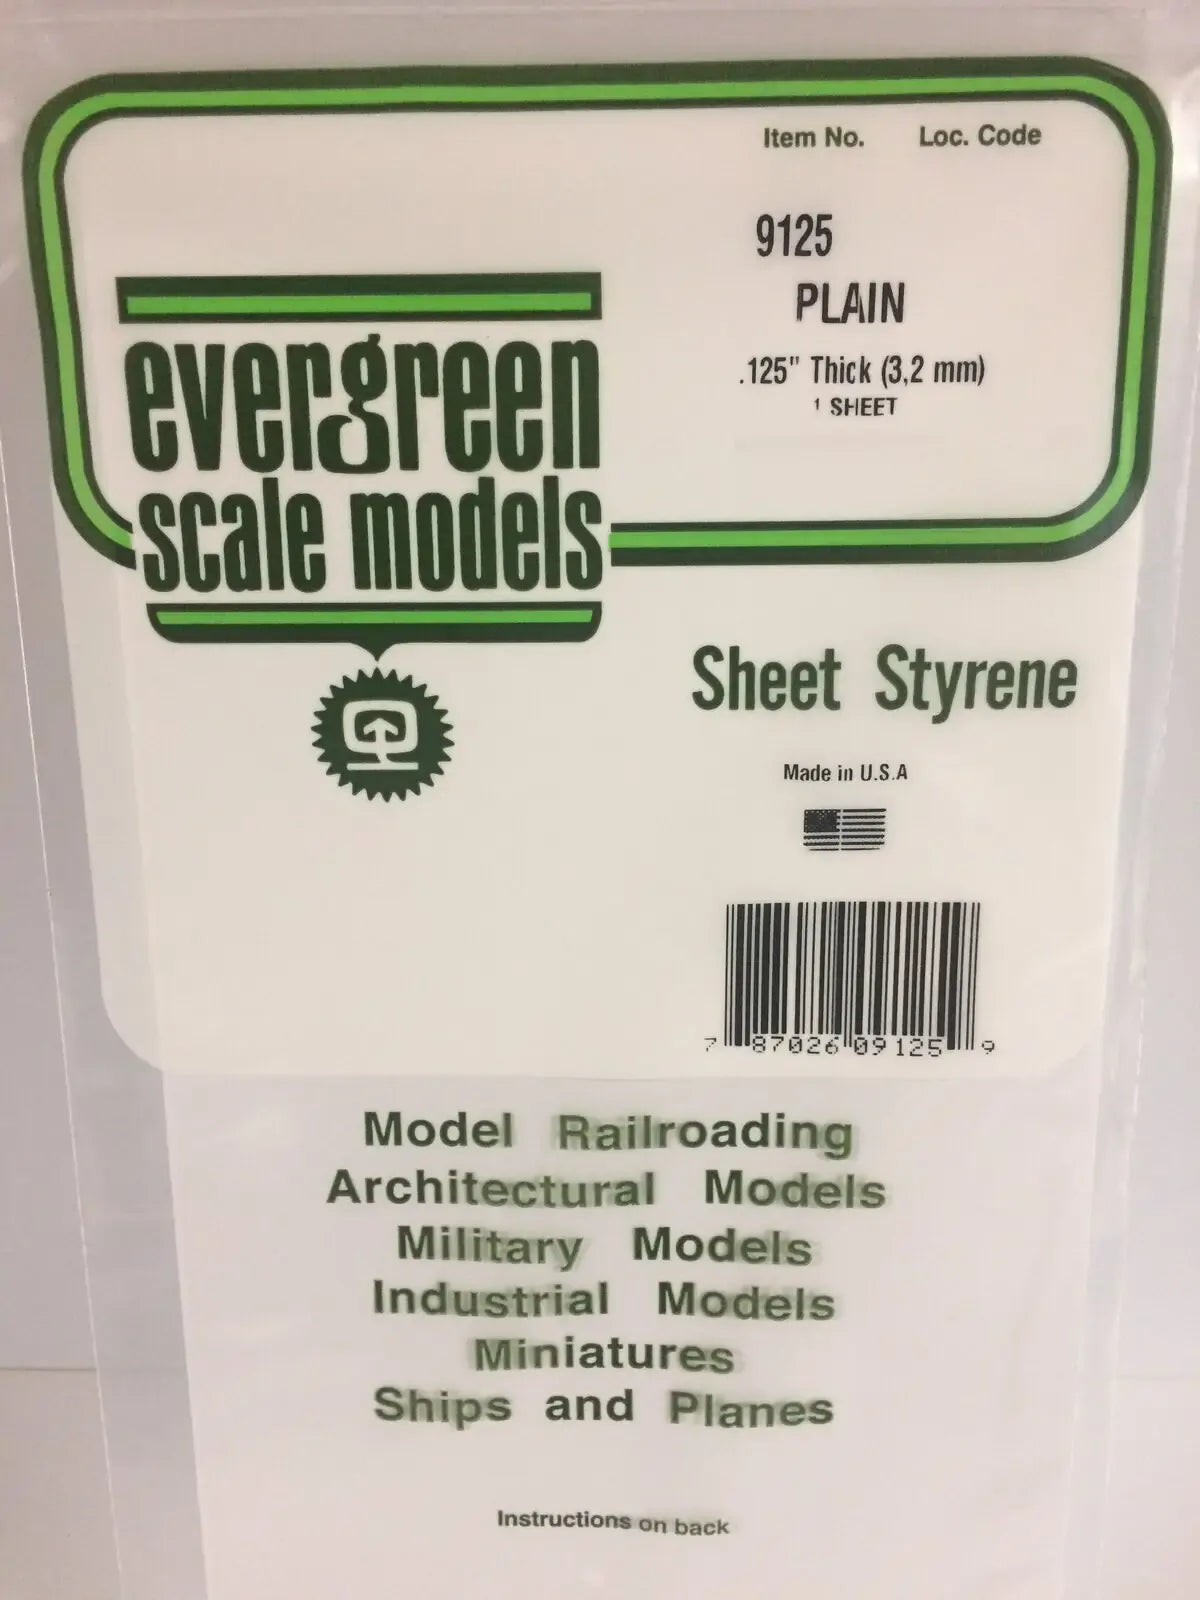 Item No. Loc. Code
9125
PLAIN
.125" Thick (3,2 mm)
1 SHEET
evergreen
scale models
Sheet Styrene
Made in U.S.A
7 87026 09125 9
Model Railroading
Architectural Models
Military Models
Industrial Models
Miniatures
Ships and Planes
Instructions on back